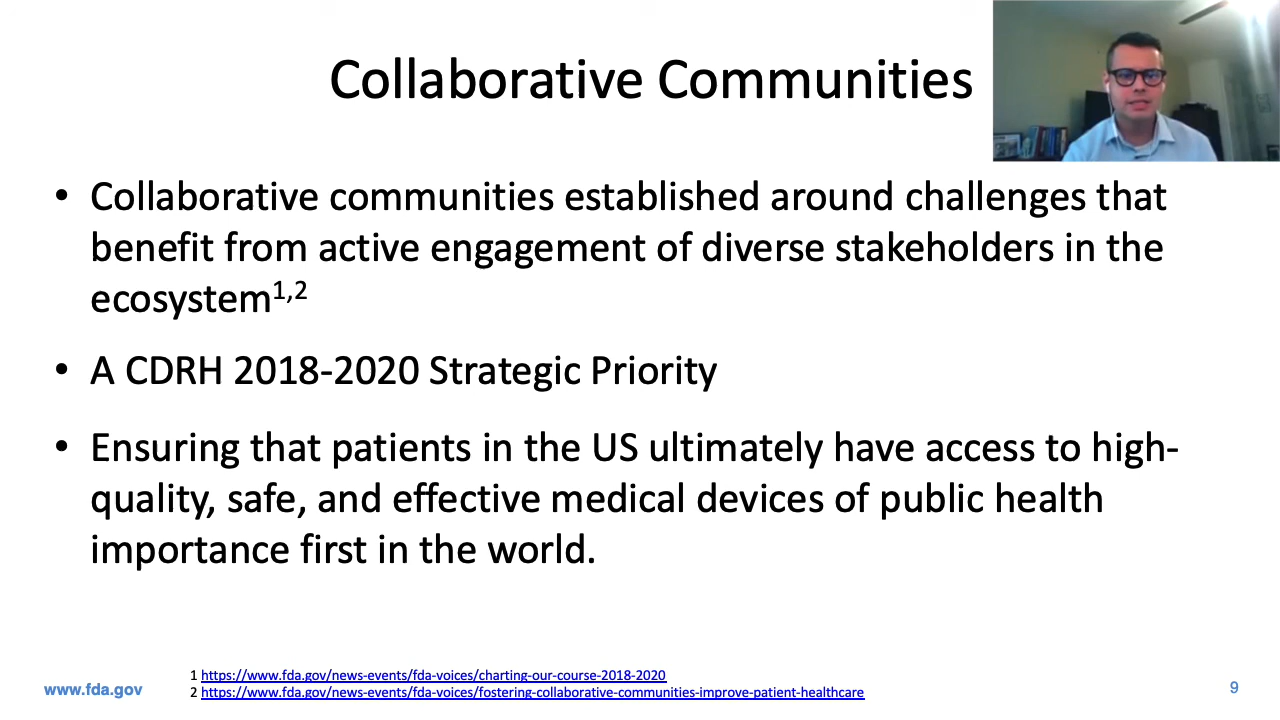 Collaborative Communities
• Collaborative communities established around challenges that
benefit from active engagement of diverse stakeholders in the
ecosystem1,2
• A CDRH 2018-2020 Strategic Priority
• Ensuring that patients in the US ultimately have access to high-
quality, safe, and effective medical devices of public health
importance first in the world.
1 https://www.fda.gov/news-events/fda-voices/charting-our-course-2018-2020
www.fda.gov
2 https://www.fda.gov/news-events/fda-voices/fostering-collaborative-communities-improve-patient-healthcare
9